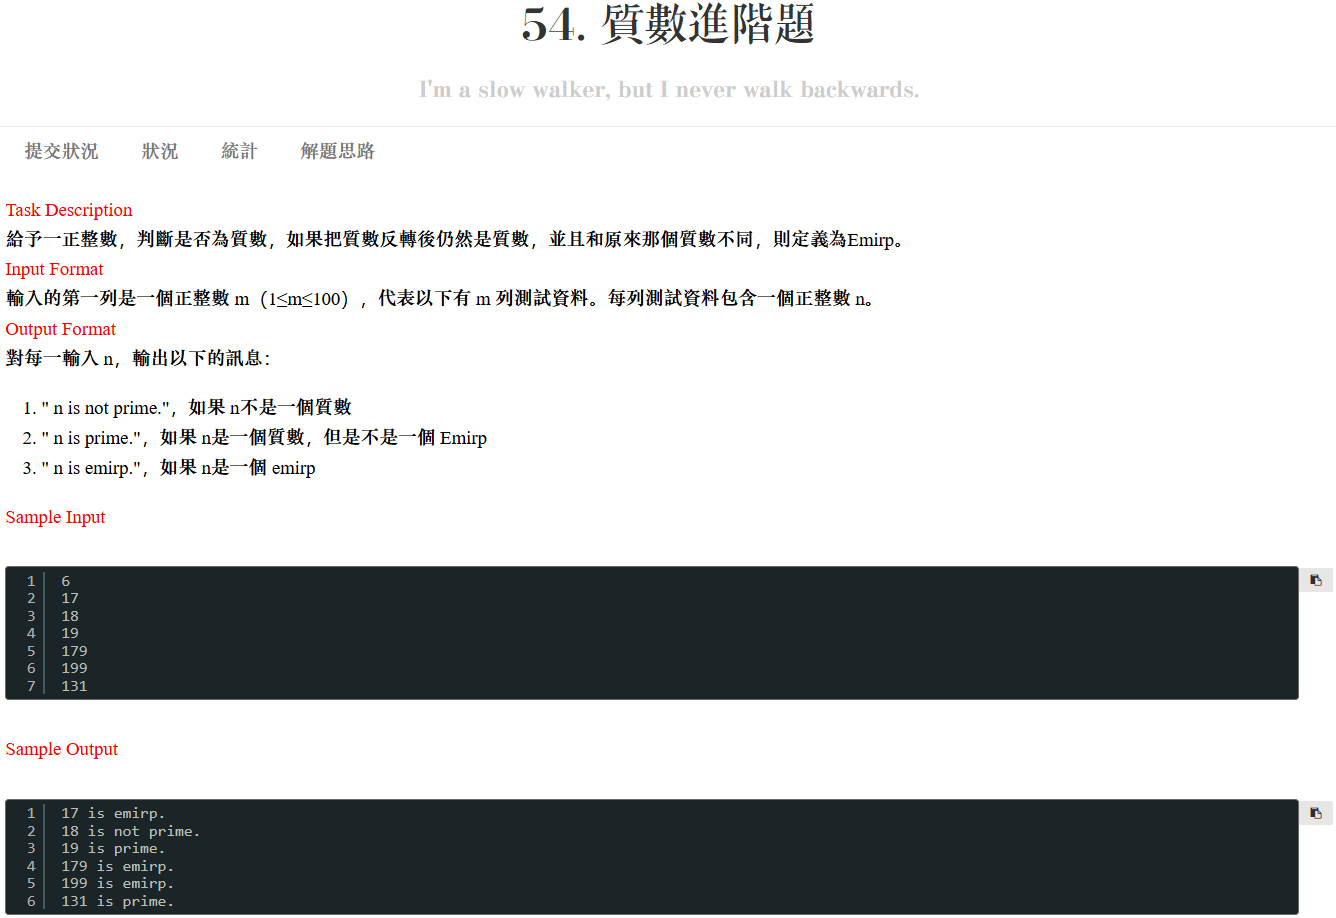 54. 質數進階題
I'm a slow walker, but I never walk backwards.
提交狀況 狀況 統計 解題思路
Task Description
給予一正整數，判斷是否為質數，如果把質數反轉後仍然是質數，並且和原來那個質數不同，則定義為Emirp。
Input Format
輸入的第一列是一個正整數 m（1≤m≤100），代表以下有 m 列測試資料。每列測試資料包含一個正整數 n。
Output Format
對每一輸入 n，輸出以下的訊息：
1. " n is not prime."，如果 n不是一個質數
2. " n is prime."，如果 n是一個質數，但是不是一個 Emirp
3. " n is emirp."，如果 n是一個 emirp
Sample Input
1 6
2 17
3 18
4 19
5 179
6 199
7 131
Sample Output
1 17 is emirp.
2 18 is not prime.
3 19 is prime.
4 179 is emirp.
5 199 is emirp.
6 131 is prime.